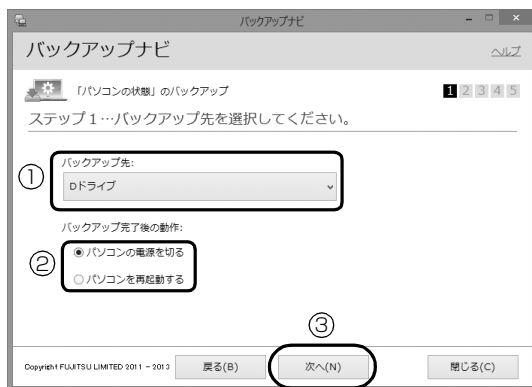 バックアップナビ
バックアップナビ
ヘルプ
「パソコンの状態」のバックアップ
1 2 3 4 5
ステップ1…バックアップ先を選択してください。
①
バックアップ先:
Dドライブ
バックアップ完了後の動作:
②
パソコンの電源を切る
パソコンを再起動する
③
Copyright FUJITSU LIMITED 2011 - 2013
戻る(B)
次へ(N)
閉じる(C)